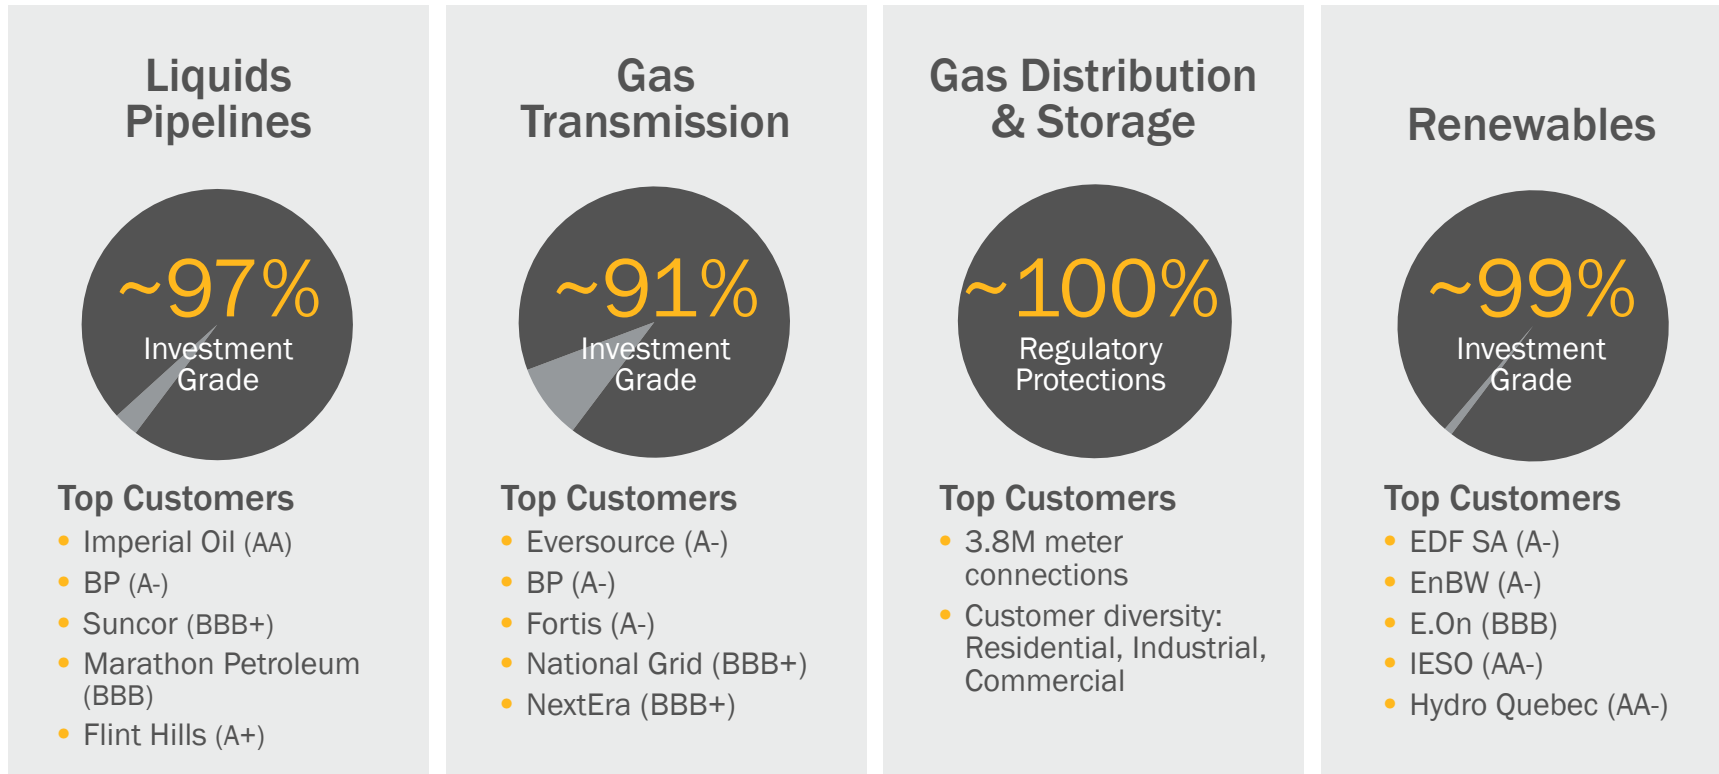 Liquids
Pipelines
~97%
Investment
Grade
Top Customers
• Imperial Oil (AA)
• BP (A-)
• Suncor (BBB+)
• Marathon Petroleum
(BBB)
• Flint Hills (A+)
Gas
Transmission
~91%
Investment
Grade
Top Customers
• Eversource (A-)
• BP (A-)
• Fortis (A-)
• National Grid (BBB+)
• NextEra (BBB+)
Gas Distribution
& Storage
~100%
Regulatory
Protections
Top Customers
• 3.8M meter
connections
• Customer diversity:
Residential, Industrial,
Commercial
Renewables
~99%
Investment
Grade
Top Customers
• EDF SA (A-)
• EnBW (A-)
• E.On (BBB)
• IESO (AA-)
• Hydro Quebec (AA-)